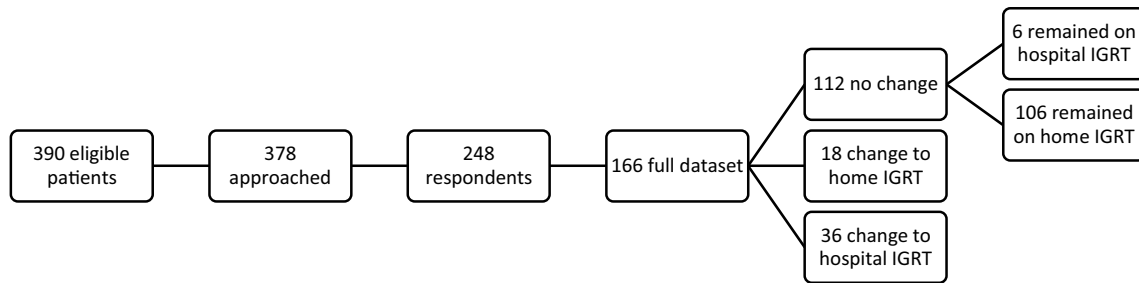 390 eligible
patients
378
approached
248
respondents
166 full dataset
112 no change
18 change to
home IGRT
36 change to
hospital IGRT
6 remained on
hospital IGRT
106 remained
on home IGRT